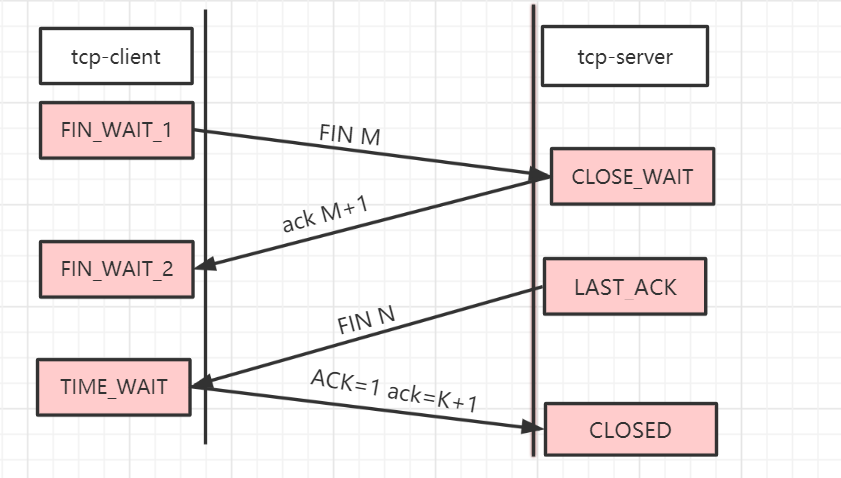 tcp-client
tcp-server
FIN_WAIT_1
FIN M
CLOSE_WAIT
ack M+1
FIN_WAIT_2
LAST_ACK
FIN N
TIME_WAIT
ACK=1 ack=K+1
CLOSED